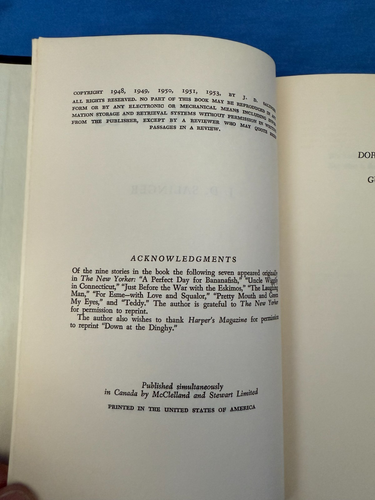 COPYRIGHT 1948, 1949, 1950, 1951, 1953, BY J. D.
ALL RIGHTS RESERVED. NO PART OF THIS BOOK MAY BE REPRODUCED IN ANY
FORM OR BY ANY ELECTRONIC OR MECHANICAL MEANS INCLUDING
MATION STORAGE AND RETRIEVAL SYSTEMS WITHOUT PERMISSION IN
FROM THE PUBLISHER, EXCEPT BY A REVIEWER WHO MAY QUOTE
PASSAGES IN A REVIEW.
ACKNOWLEDGMENTS
Of the nine stories in the book the following seven appeared originally
in The New Yorker: "A Perfect Day for Bananafish," "Uncle Wiggily
in Connecticut," "Just Before the War with the Eskimos," "The Laughing
Man," "For Esme—with Love and Squalor," "Pretty Mouth and Green
My Eyes," and "Teddy." The author is grateful to The New Yorker
for permission to reprint.
The author also wishes to thank Harper's Magazine for permission
to reprint "Down at the Dinghy."
Published simultaneously
in Canada by McClelland and Stewart Limited
PRINTED IN THE UNITED STATES OF AMERICA
DOR
G